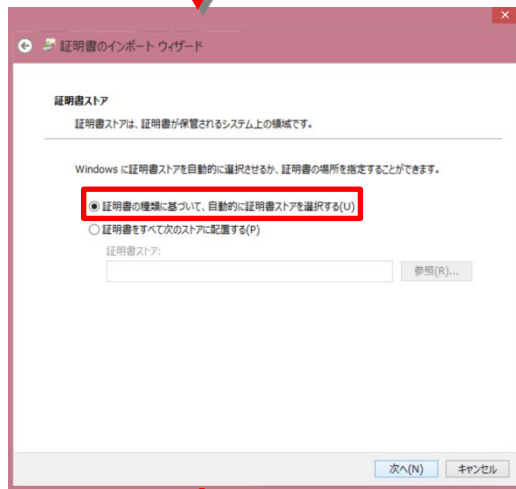 証明書のインポート ウィザード
証明書ストア
証明書ストアは、証明書が保管されるシステム上の領域です。
Windows に証明書ストアを自動的に選択させるか、証明書の場所を指定することができます。
証明書の種類に基づいて、自動的に証明書ストアを選択する(U)
証明書をすべて次のストアに配置する(P)
証明書ストア:
参照(R)...
次へ(N) キャンセル